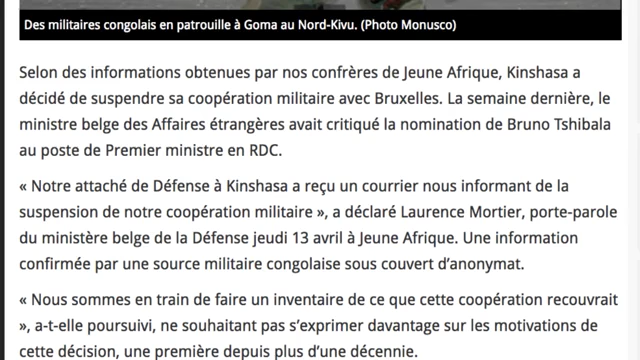 Des militaires congolais en patrouille à Goma au Nord-Kivu. (Photo Monusco)
Selon des informations obtenues par nos confrères de Jeune Afrique, Kinshasa a
décidé de suspendre sa coopération militaire avec Bruxelles. La semaine dernière, le
ministre belge des Affaires étrangères avait critiqué la nomination de Bruno Tshibala
au poste de Premier ministre en RDC.
« Notre attaché de Défense à Kinshasa a reçu un courrier nous informant de la
suspension de notre coopération militaire », a déclaré Laurence Mortier, porte-parole
du ministère belge de la Défense jeudi 13 avril à Jeune Afrique. Une information
confirmée par une source militaire congolaise sous couvert d’anonymat.
« Nous sommes en train de faire un inventaire de ce que cette coopération recouvrait
», a-t-elle poursuivi, ne souhaitant pas s’exprimer davantage sur les motivations de
cette décision, une première depuis plus d’une décennie.